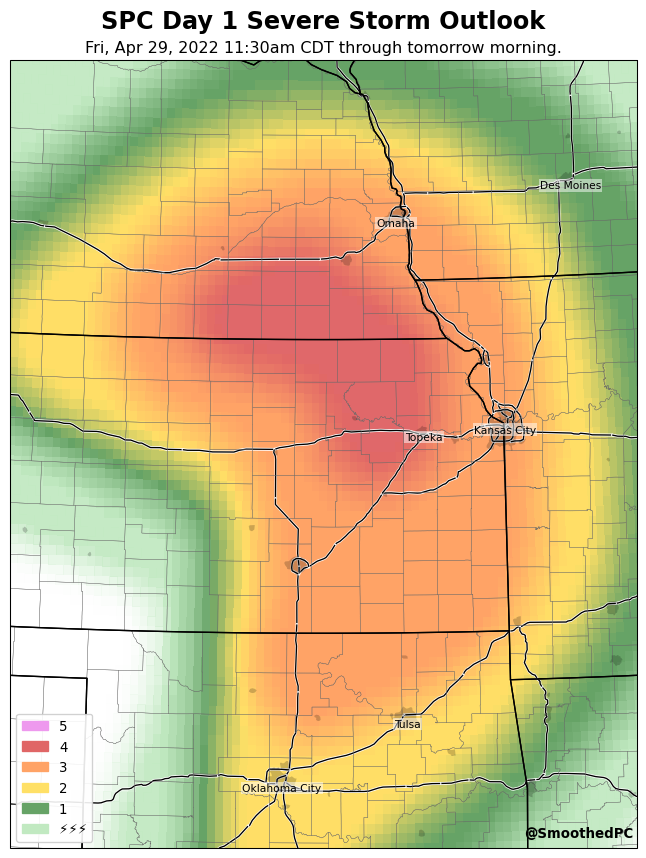 SPC Day 1 Severe Storm Outlook
Fri, Apr 29, 2022 11:30am CDT through tomorrow morning.
Des Moines
Omaha
Kansas City
Topeka
Tulsa
Oklahoma City
5
4
3
2
1
⚡⚡⚡
@SmoothedPC